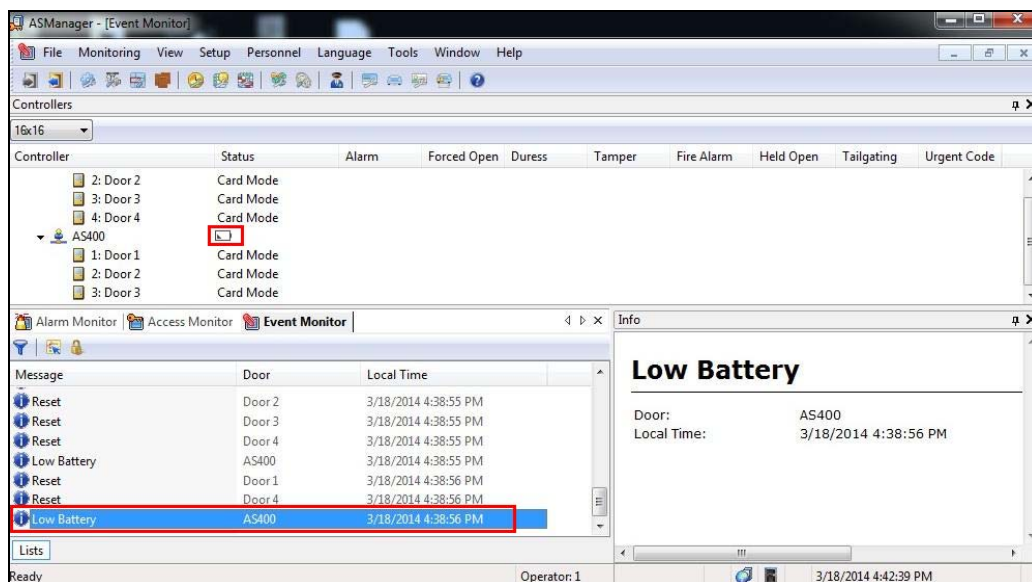 ASManager - [Event Monitor]
File Monitoring View Setup Personnel Language Tools Window Help
Controllers
16x16
Controller Status Alarm Forced Open Duress Tamper Fire Alarm Held Open Tailgating Urgent Code
2: Door 2 Card Mode
3: Door 3 Card Mode
4: Door 4 Card Mode
AS400
1: Door 1 Card Mode
2: Door 2 Card Mode
3: Door 3 Card Mode
Alarm Monitor Access Monitor Event Monitor
Message Door Local Time
Reset Door 2 3/18/2014 4:38:55 PM
Reset Door 3 3/18/2014 4:38:55 PM
Reset Door 4 3/18/2014 4:38:55 PM
Low Battery AS400 3/18/2014 4:38:55 PM
Reset Door 1 3/18/2014 4:38:56 PM
Reset Door 4 3/18/2014 4:38:56 PM
Low Battery AS400 3/18/2014 4:38:56 PM
Lists
Info
Low Battery
Door: AS400
Local Time: 3/18/2014 4:38:56 PM
Ready Operator: 1 3/18/2014 4:42:39 PM